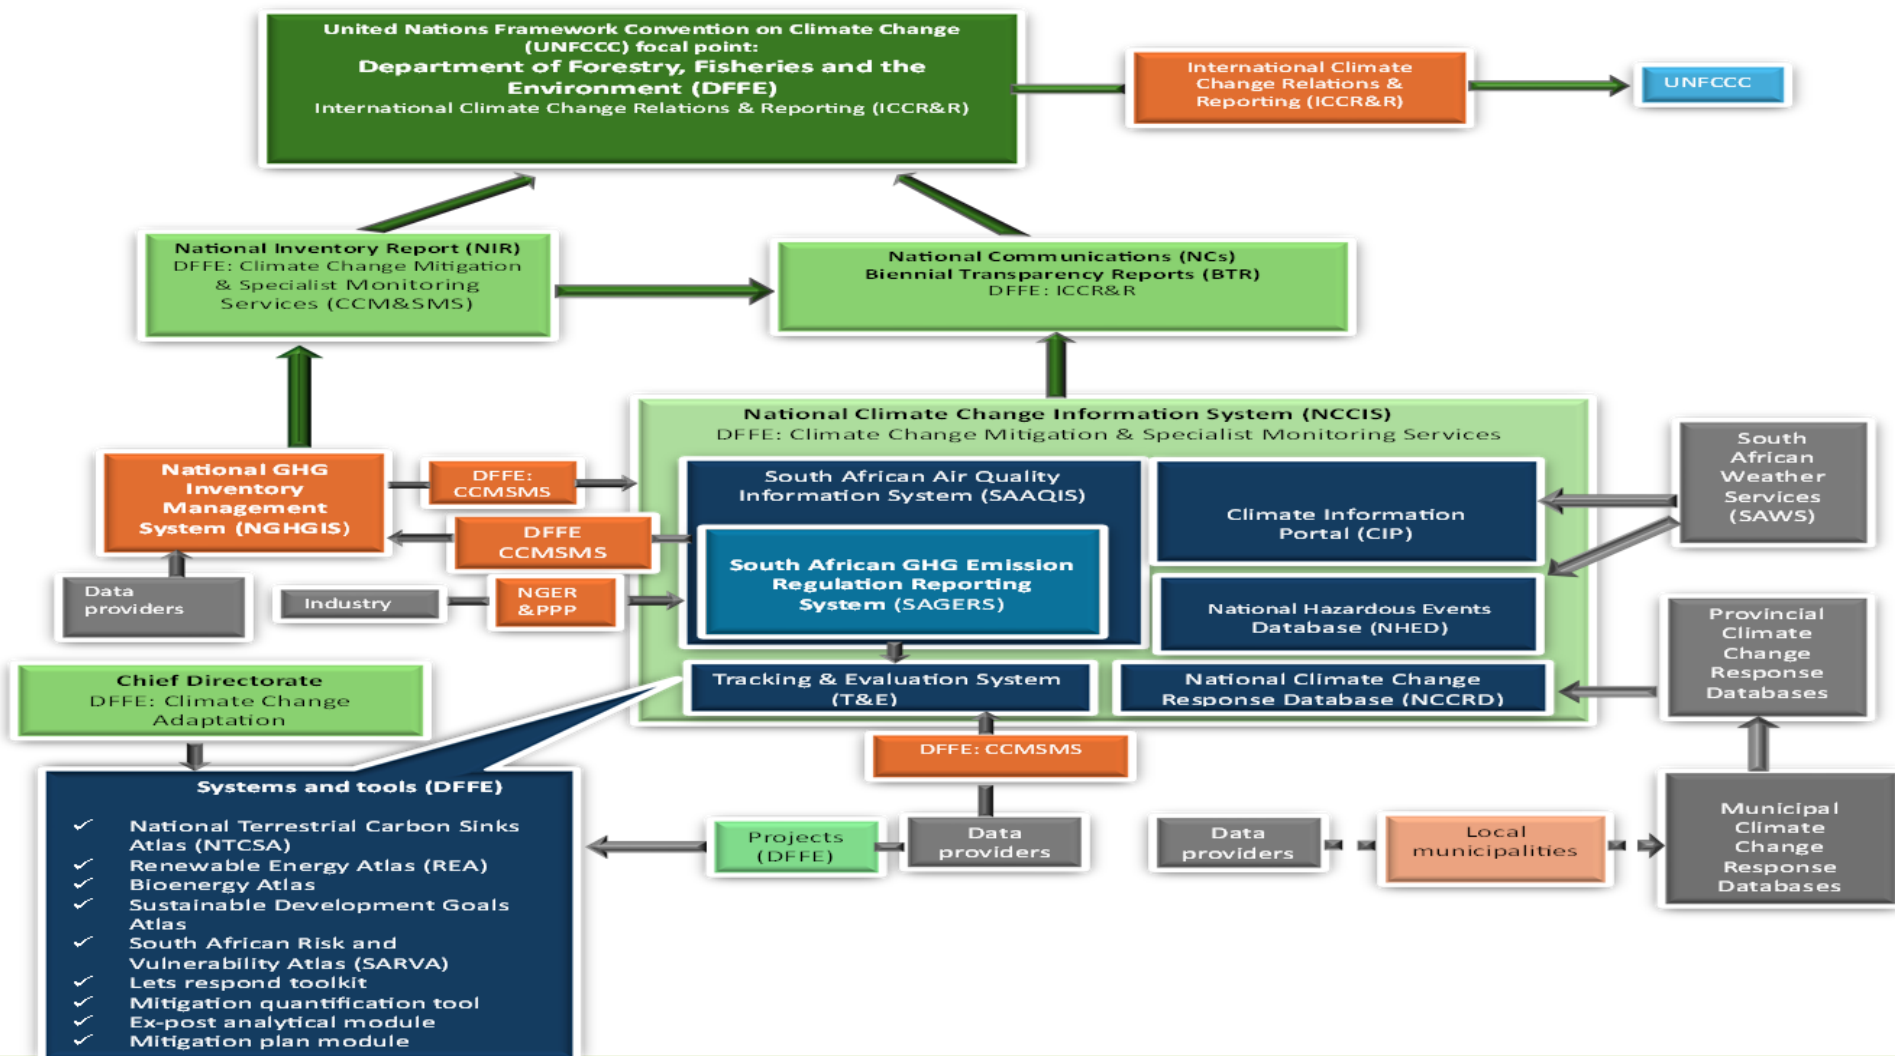 United Nations Framework Convention on Climate Change
(UNFCCC) focal point:
Department of Forestry, Fisheries and the
Environment (DFFE)
International Climate Change Relations & Reporting (ICCR&R)
International Climate
Change Relations &
Reporting (ICCR&R)
UNFCCC
National Inventory Report (NIR)
DFFE: Climate Change Mitigation
& Specialist Monitoring
Services (CCM&SMS)
National Communications (NCs)
Biennial Transparency Reports (BTR)
DFFE: ICCR&R
National Climate Change Information System (NCCIS)
DFFE: Climate Change Mitigation & Specialist Monitoring Services
National GHG
Inventory
Management
System (NGHGIS)
DFFE:
CCMSMS
DFFE
CCMSMS
Data
providers
Industry
NGER
&PPP
South African Air Quality
Information System (SAAQIS)
South African GHG Emission
Regulation Reporting
System (SAGERS)
Climate Information
Portal (CIP)
National Hazardous Events
Database (NHED)
Tracking & Evaluation System
(T&E)
National Climate Change
Response Database (NCCRD)
South
African
Weather
Services
(SAWS)
Provincial
Climate
Change
Response
Databases
Chief Directorate
DFFE: Climate Change
Adaptation
DFFE: CCMSMS
Systems and tools (DFFE)
✓ National Terrestrial Carbon Sinks
Atlas (NTCSA)
✓ Renewable Energy Atlas (REA)
✓ Bioenergy Atlas
✓ Sustainable Development Goals
Atlas
✓ South African Risk and
Vulnerability Atlas (SARVA)
✓ Lets respond toolkit
✓ Mitigation quantification tool
✓ Ex-post analytical module
✓ Mitigation plan module
Projects
(DFFE)
Data
providers
Data
providers
Local
municipalities
Municipal
Climate
Change
Response
Databases